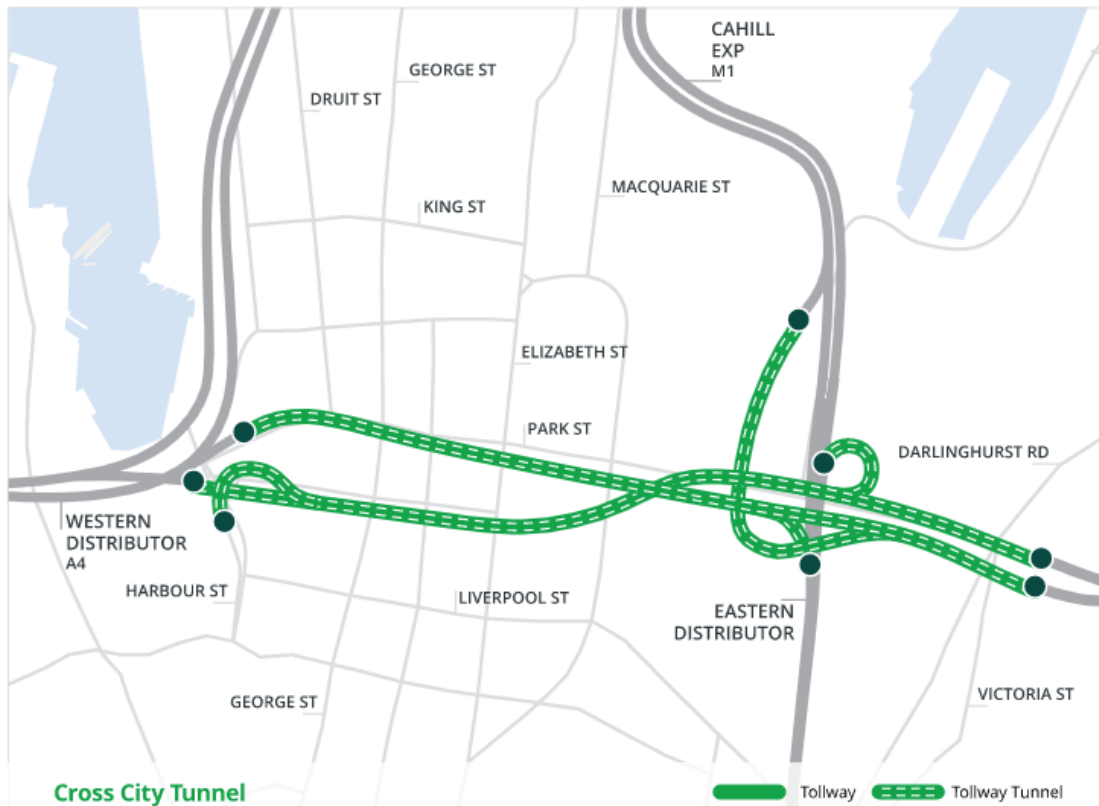 CAHILL
EXP
M1
GEORGE ST
DRUIT ST
MACQUARIE ST
KING ST
ELIZABETH ST
PARK ST
DARLINGHURST RD
WESTERN
DISTRIBUTOR
A4
HARBOUR ST
LIVERPOOL ST
EASTERN
DISTRIBUTOR
GEORGE ST
VICTORIA ST
Cross City Tunnel
Tollway
Tollway Tunnel